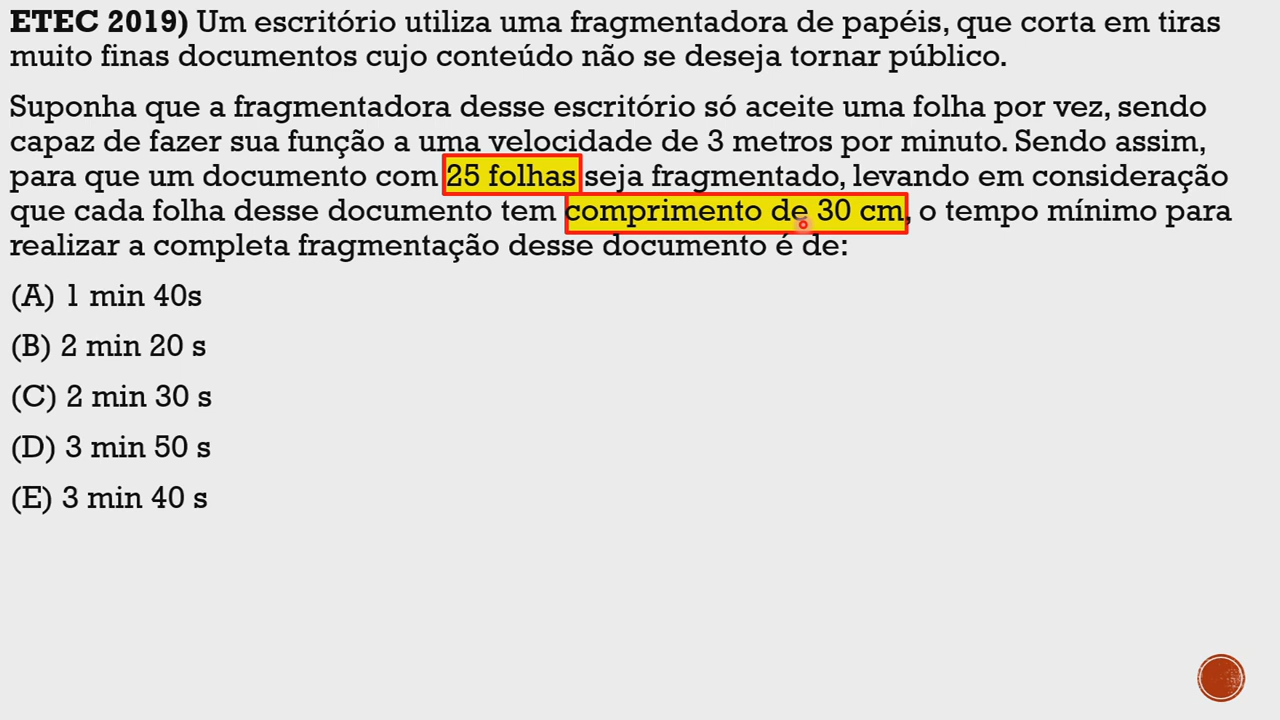 ETEC 2019) Um escritório utiliza uma fragmentadora de papéis, que corta em tiras
muito finas documentos cujo conteúdo não se deseja tornar público.
Suponha que a fragmentadora desse escritório só aceite uma folha por vez, sendo
capaz de fazer sua função a uma velocidade de 3 metros por minuto. Sendo assim,
para que um documento com 25 folhas seja fragmentado, levando em consideração
que cada folha desse documento tem comprimento de 30 cm, o tempo mínimo para
realizar a completa fragmentação desse documento é de:
(A) 1 min 40s
(B) 2 min 20 s
(C) 2 min 30 s
(D) 3 min 50 s
(E) 3 min 40 s